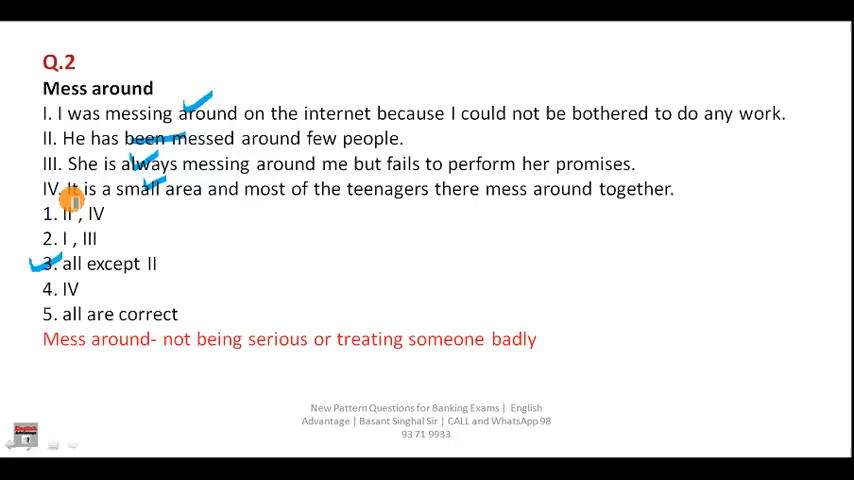 Q.2
Mess around
I. I was messing around on the internet because I could not be bothered to do any work.
II. He has been messed around few people.
III. She is always messing around me but fails to perform her promises.
IV. It is a small area and most of the teenagers there mess around together.
1. II , IV
2. I , III
3. all except II
4. IV
5. all are correct
Mess around- not being serious or treating someone badly
New Pattern Questions for Banking Exams | English
Advantage | Basant Singhal Sir | CALL and WhatsApp 98
93 71 9933
English
Advantage